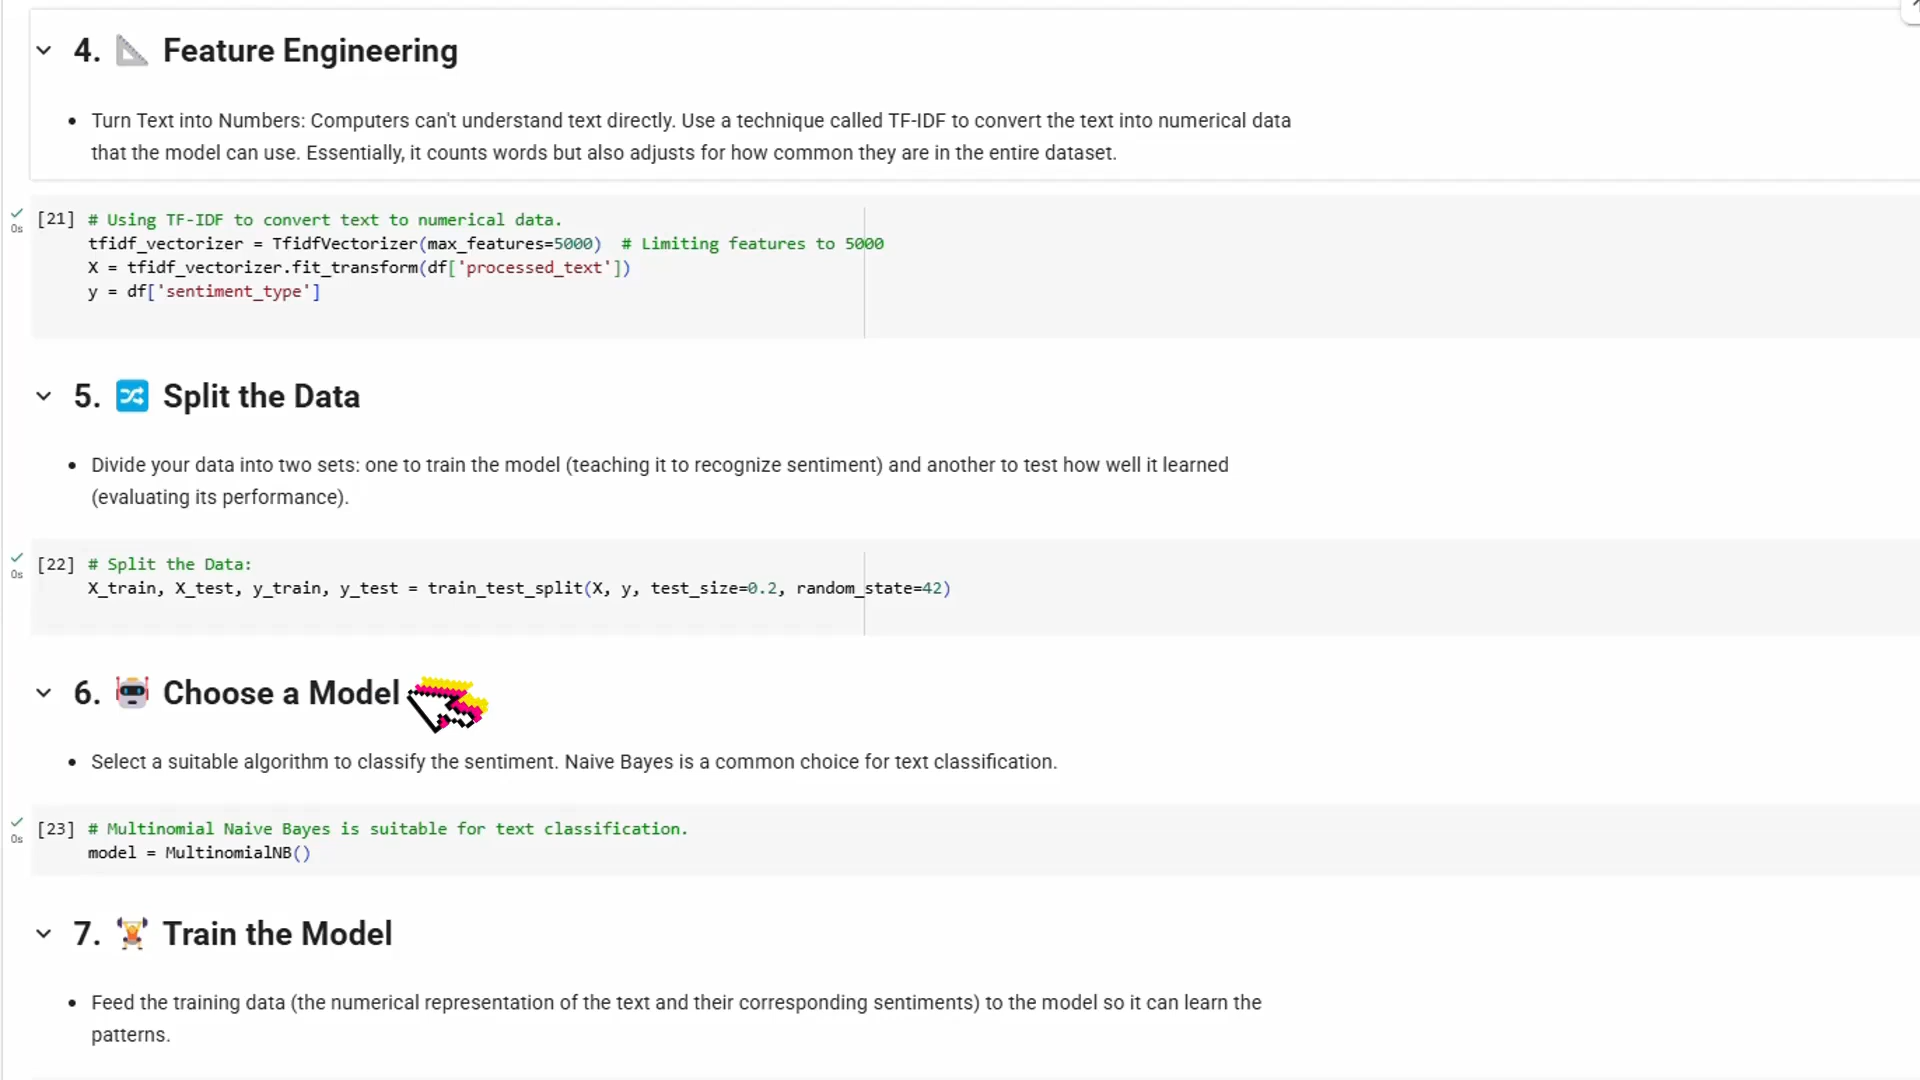 4. 📐 Feature Engineering
• Turn Text into Numbers: Computers can't understand text directly. Use a technique called TF-IDF to convert the text into numerical data
that the model can use. Essentially, it counts words but also adjusts for how common they are in the entire dataset.
[21] # Using TF-IDF to convert text to numerical data.
0s
tfidf_vectorizer = TfidfVectorizer(max_features=5000)  # Limiting features to 5000
X = tfidf_vectorizer.fit_transform(df['processed_text'])
y = df['sentiment_type']
5. 🔀 Split the Data
• Divide your data into two sets: one to train the model (teaching it to recognize sentiment) and another to test how well it learned
(evaluating its performance).
[22] # Split the Data:
0s
X_train, X_test, y_train, y_test = train_test_split(X, y, test_size=0.2, random_state=42)
6. 🤖 Choose a Model
• Select a suitable algorithm to classify the sentiment. Naive Bayes is a common choice for text classification.
[23] # Multinomial Naive Bayes is suitable for text classification.
0s
model = MultinomialNB()
7. 🏋️ Train the Model
• Feed the training data (the numerical representation of the text and their corresponding sentiments) to the model so it can learn the
patterns.